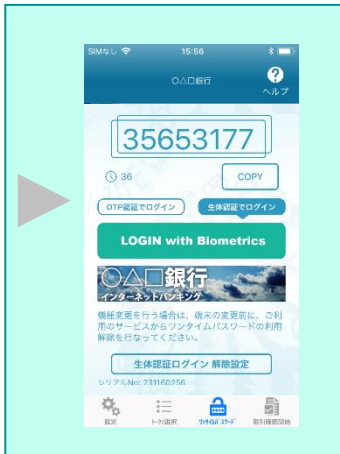 SIMなし 15:56
○△□銀行
?
ヘルプ
35653177
36 COPY
OTP認証でログイン 生体認証でログイン
LOGIN with Biometrics
○△□銀行
インターネットバンキング
機種変更を行う場合は、端末の変更前に、ご利
用のサービスからワンタイムパスワードの利用
解除を行なってください。
生体認証ログイン 解除設定
シリアルNo: 231160256
設定 トークン選択 ワンタイムパスワード 取引確認開始